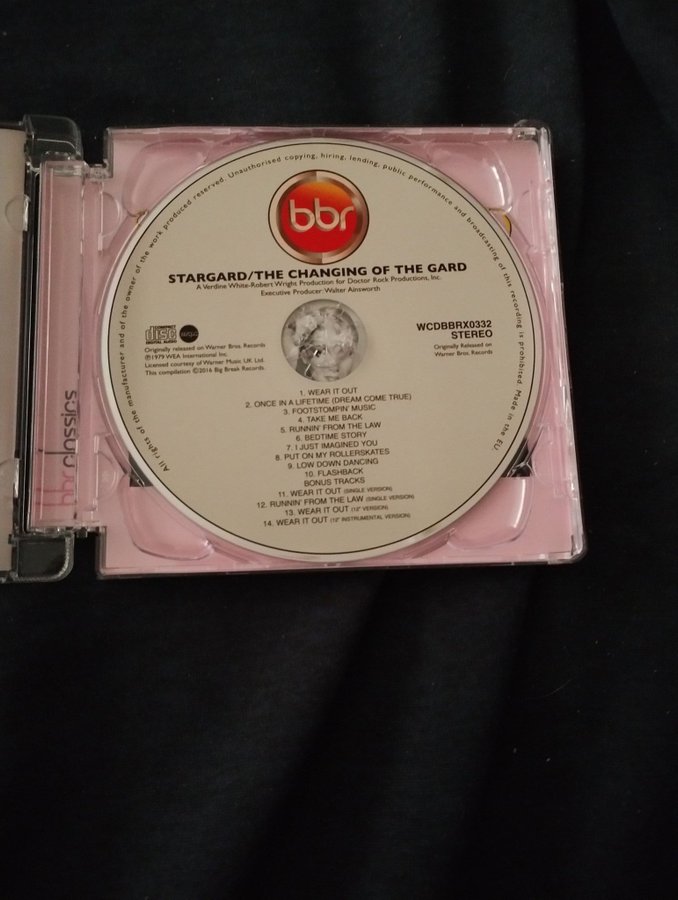 All rights of the manufacturer and of the owner of the work produced reserved. Unauthorised copying, hiring, lending, public performance and broadcasting of this recording is prohibited. Made in the EU.
bbr
STARGARD/THE CHANGING OF THE GARD
A Verdine White-Robert Wright Production for Doctor Rock Productions, Inc.
Executive Producer: Walter Ainsworth
COMPACT
disc
DIGITAL AUDIO
WCDBBRX0332
STEREO
Originally released on Warner Bros. Records
℗1979 WEA International Inc.
Licensed courtesy of Warner Music UK Ltd.
This compilation ©2016 Big Break Records.
Originally Released on
Warner Bros. Records
1. WEAR IT OUT
2. ONCE IN A LIFETIME (DREAM COME TRUE)
3. FOOTSTOMPIN' MUSIC
4. TAKE ME BACK
5. RUNNIN' FROM THE LAW
6. BEDTIME STORY
7. I JUST IMAGINED YOU
8. PUT ON MY ROLLERSKATES
9. LOW DOWN DANCING
10. FLASHBACK
BONUS TRACKS
11. WEAR IT OUT (SINGLE VERSION)
12. RUNNIN' FROM THE LAW (SINGLE VERSION)
13. WEAR IT OUT (12" VERSION)
14. WEAR IT OUT (12" INSTRUMENTAL VERSION)
bbrclassics